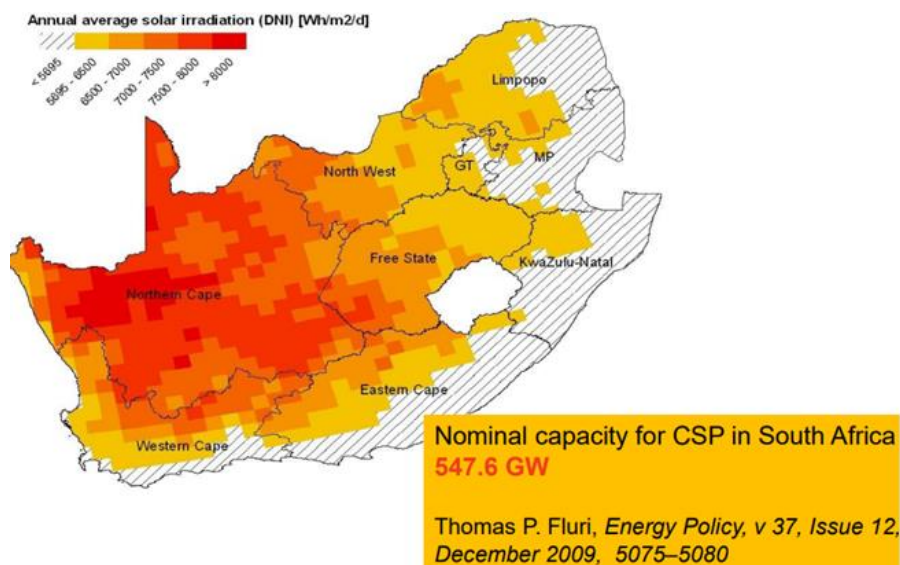 Annual average solar irradiation (DNI) [Wh/m2/d]
< 5695
5695 - 6500
6500 - 7000
7000 - 7500
7500 - 8000
> 8000
Limpopo
MP
GT
North West
Free State
KwaZulu-Natal
Northern Cape
Eastern Cape
Western Cape
Nominal capacity for CSP in South Africa
547.6 GW
Thomas P. Fluri, Energy Policy, v 37, Issue 12,
December 2009, 5075–5080